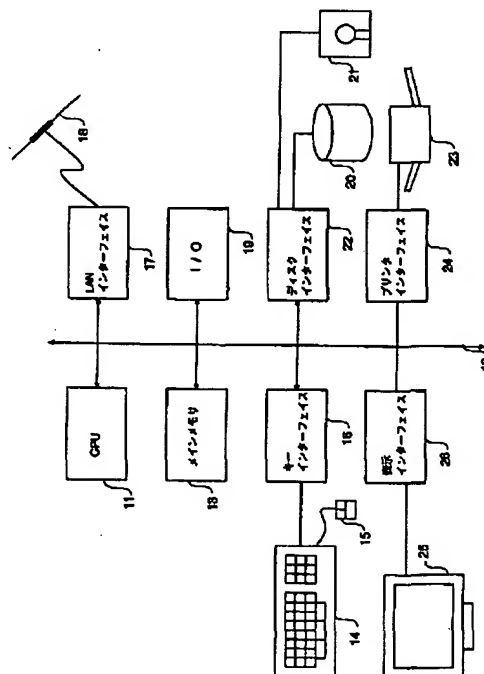 25
14
15
表示
インターフェイス
26
キー
インターフェイス
16
メインメモリ
13
CPU
11
プリンタ
インターフェイス
24
ディスク
インターフェイス
22
I/O
19
LAN
インターフェイス
17
23
20
21
18